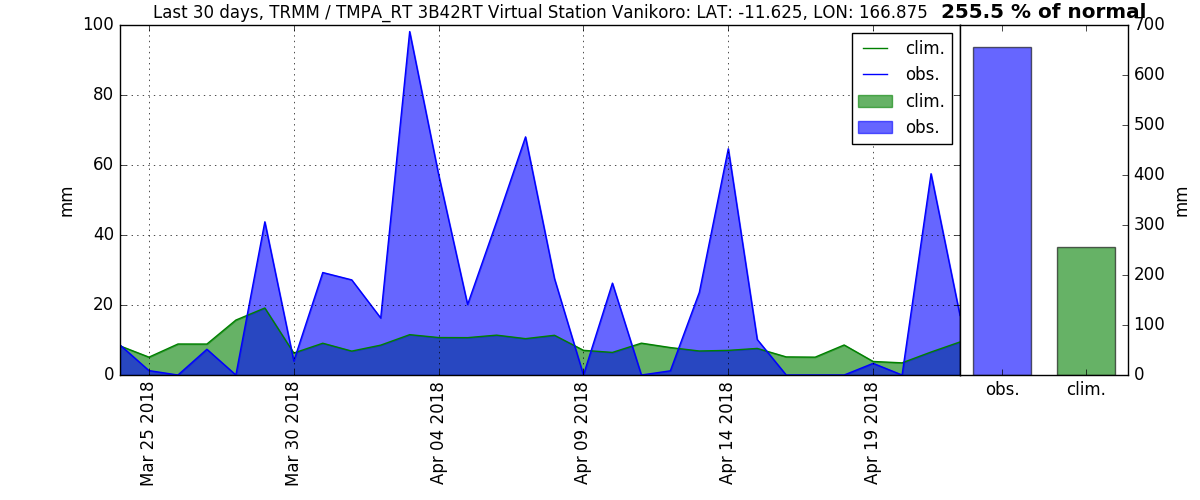 Last 30 days, TRMM / TMPA_RT 3B42RT Virtual Station Vanikoro: LAT: -11.625, LON: 166.875 255.5 % of normal
100
80
60
40
20
0
mm
clim.
obs.
clim.
obs.
700
600
500
400
300
200
100
0
mm
obs.
clim.
Mar 25 2018
Mar 30 2018
Apr 04 2018
Apr 09 2018
Apr 14 2018
Apr 19 2018